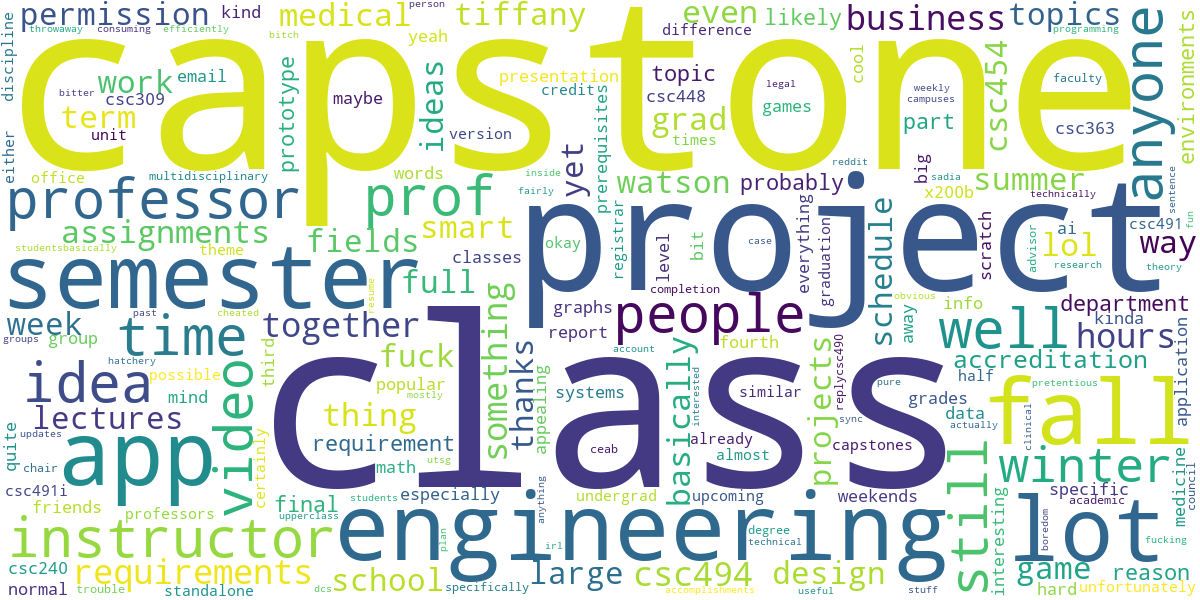 permission
kind
medical
tiffany
even
likely
business
topics
person
throwaway
consuming
efficiently
bitch
difference
programming
capstone
discipline
bitter
work
email
csc309
term
unit
prototype
maybe
ideas
yeah
presentation
credit
version
topic
csc448
grad
times
prerequisites
legal
games
cool
weekly
campuses
part
csc454
faculty
csc363
anyone
environments
either
office
multidisciplinary
words
inside
fairly
yet
watson
probably
reddit
big
sadia
x200b
summer
technically
sentence
professor
prof
project
assignments
theme
fields
smart
okay
registrar
bit
level
case
everything
graduation
schedule
scratch
advisor
ai
lol
research
csc491
way
theory
fun
studentsbasically
semester
full
classes
completion
people
graphs
report
resume
past
cheated
week
groups
group
time
together
class
hatchery
possible
third
idea
mind
video
fuck
popular
mostly
something
thanks
appealing
account
fourth
systems
basically
interested
similar
projects
replycsc490
sync
pure
away
obvious
info
well
department
kinda
hours
accreditation
half
pretentious
application
grades
data
actually
fall
clinical
lectures
thing
requirement
ceab
already
almost
capstones
quite
updates
app
certainly
chair
math
utsg
csc491i
friends
professors
final
upperclass
students
especially
anything
undergrad
upcoming
weekends
still
interesting
winter
specific
academic
medicine
council
instructor
engineering
plan
irl
degree
technical
lot
boredom
fucking
csc240
requirements
normal
trouble
standalone
dcs
school
specifically
large
csc494
accomplishments
design
useful
stuff
game
hard
reason
unfortunately